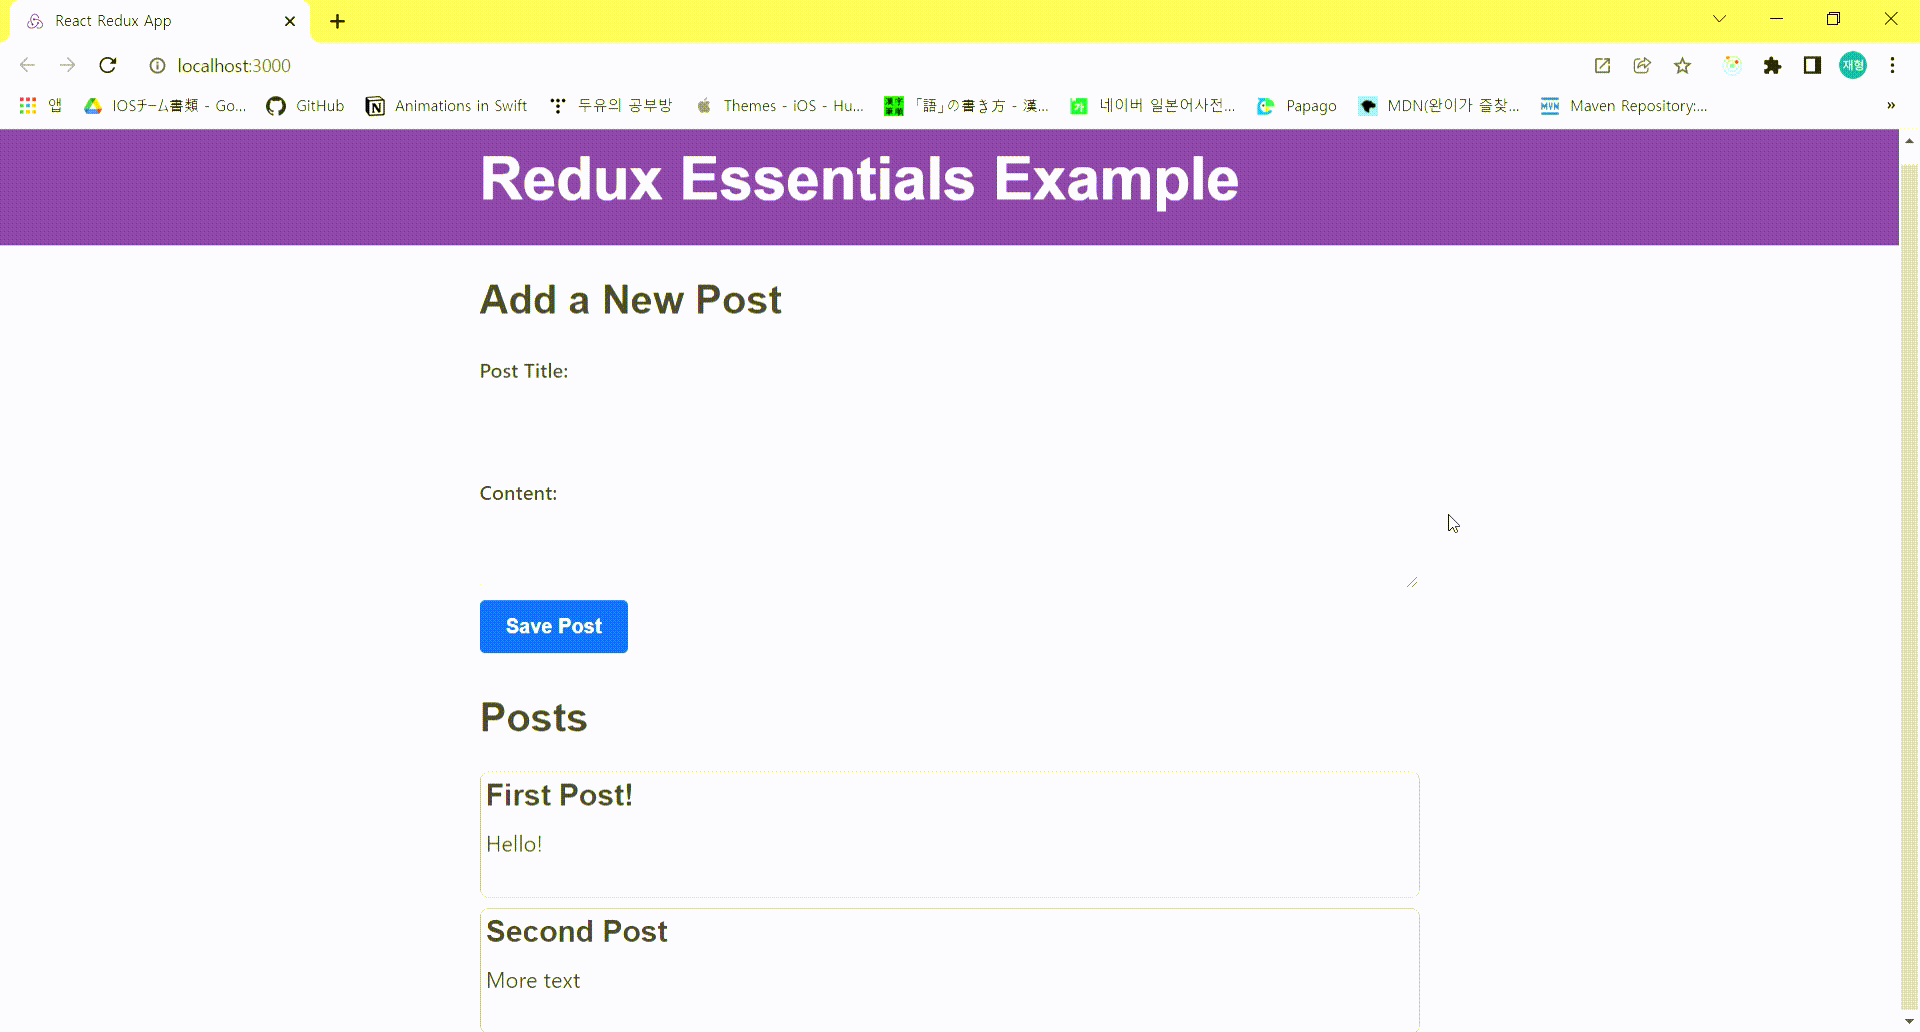 React Redux App
localhost:3000
재형
앱
IOSチーム書類 - Go...
GitHub
Animations in Swift
두유의 공부방
Themes - iOS - Hu...
「語」の書き方 - 漢...
네이버 일본어사전...
Papago
MDN(완이가 즐찾...
Maven Repository:...
Redux Essentials Example
Add a New Post
Post Title:
Content:
Save Post
Posts
First Post!
Hello!
Second Post
More text